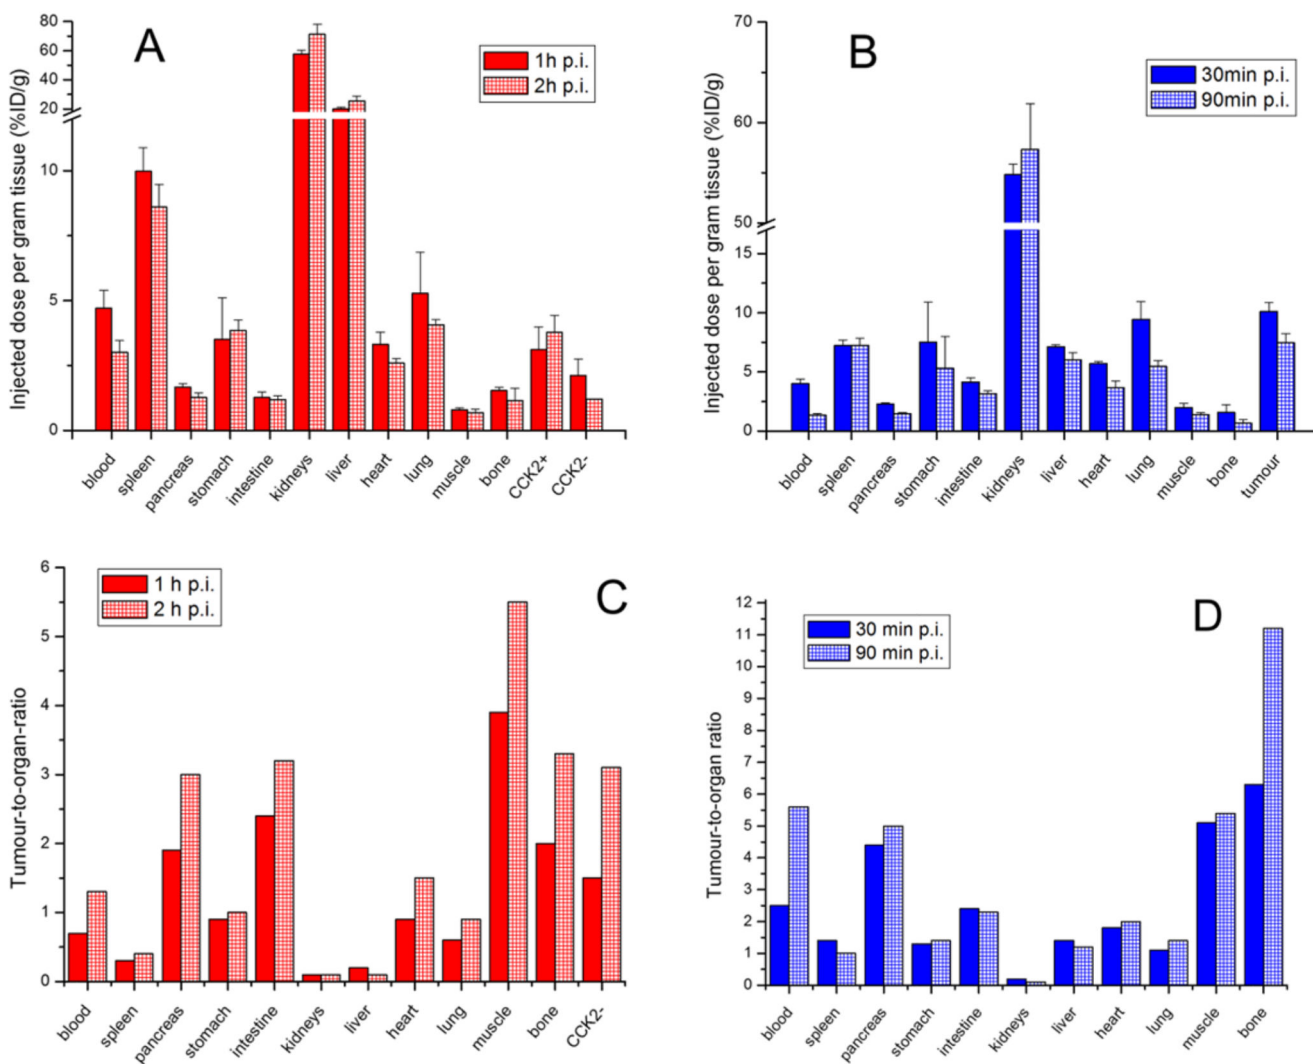 A
Injected dose per gram tissue (%ID/g)
80
60
40
20
10
5
0
1h p.i.
2h p.i.
blood
spleen
pancreas
stomach
intestine
kidneys
liver
heart
lung
muscle
bone
CCK2+
CCK2-
B
Injected dose per gram tissue (%ID/g)
70
60
50
15
10
5
0
30min p.i.
90min p.i.
blood
spleen
pancreas
stomach
intestine
kidneys
liver
heart
lung
muscle
bone
tumour
C
Tumour-to-organ-ratio
6
5
4
3
2
1
0
1 h p.i.
2 h p.i.
blood
spleen
pancreas
stomach
intestine
kidneys
liver
heart
lung
muscle
bone
CCK2-
D
Tumour-to-organ ratio
12
11
10
9
8
7
6
5
4
3
2
1
0
30 min p.i.
90 min p.i.
blood
spleen
pancreas
stomach
intestine
kidneys
liver
heart
lung
muscle
bone